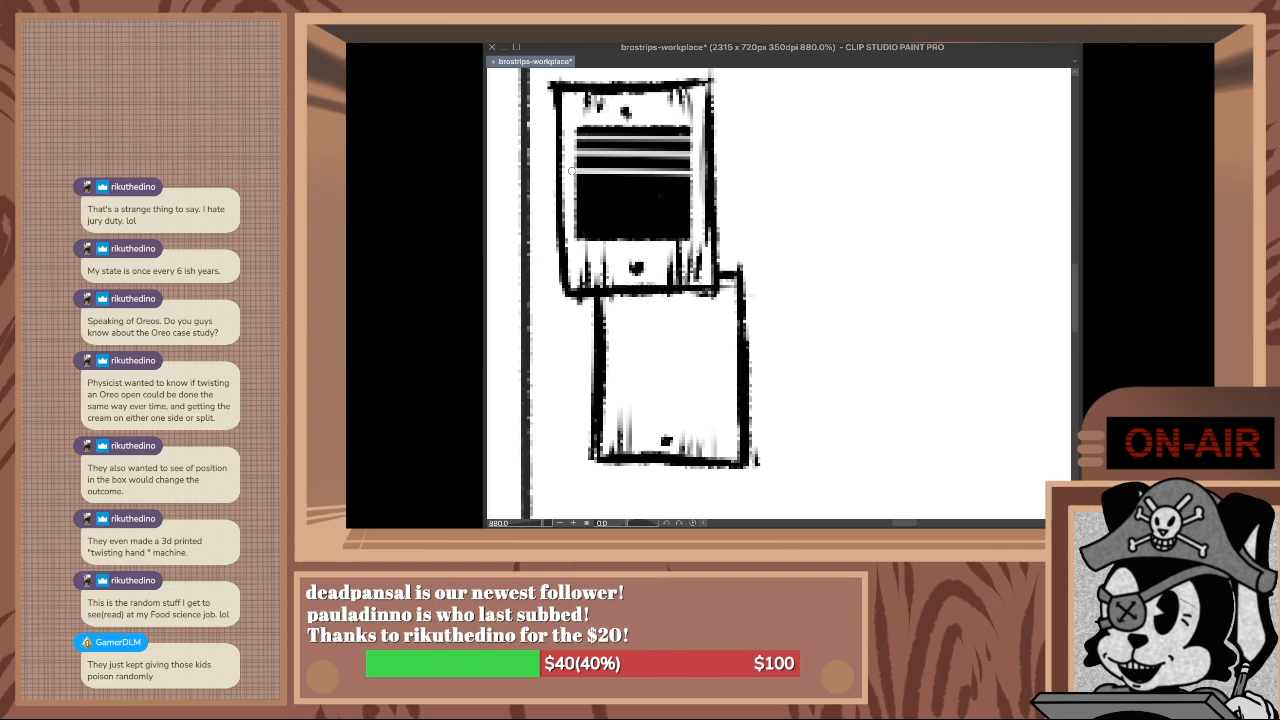 brostrips-workplace* (2315 x 720px 350dpi 880.0%) - CLIP STUDIO PAINT PRO
brostrips-workplace*
rikuthedino
That's a strange thing to say. I hate
jury duty. lol
rikuthedino
My state is once every 6 ish years.
rikuthedino
Speaking of Oreos. Do you guys
know about the Oreo case study?
rikuthedino
Physicist wanted to know if twisting
an Oreo open could be done the
same way ever time, and getting the
cream on either one side or split.
rikuthedino
They also wanted to see of position
in the box would change the
outcome.
rikuthedino
They even made a 3d printed
"twisting hand " machine.
rikuthedino
This is the random stuff I get to
see(read) at my Food science job. lol
GamerDLM
They just kept giving those kids
poison randomly
880.0
0.0
ON-AIR
deadpansal is our newest follower!
pauladinno is who last subbed!
Thanks to rikuthedino for the $20!
$40(40%)
$100